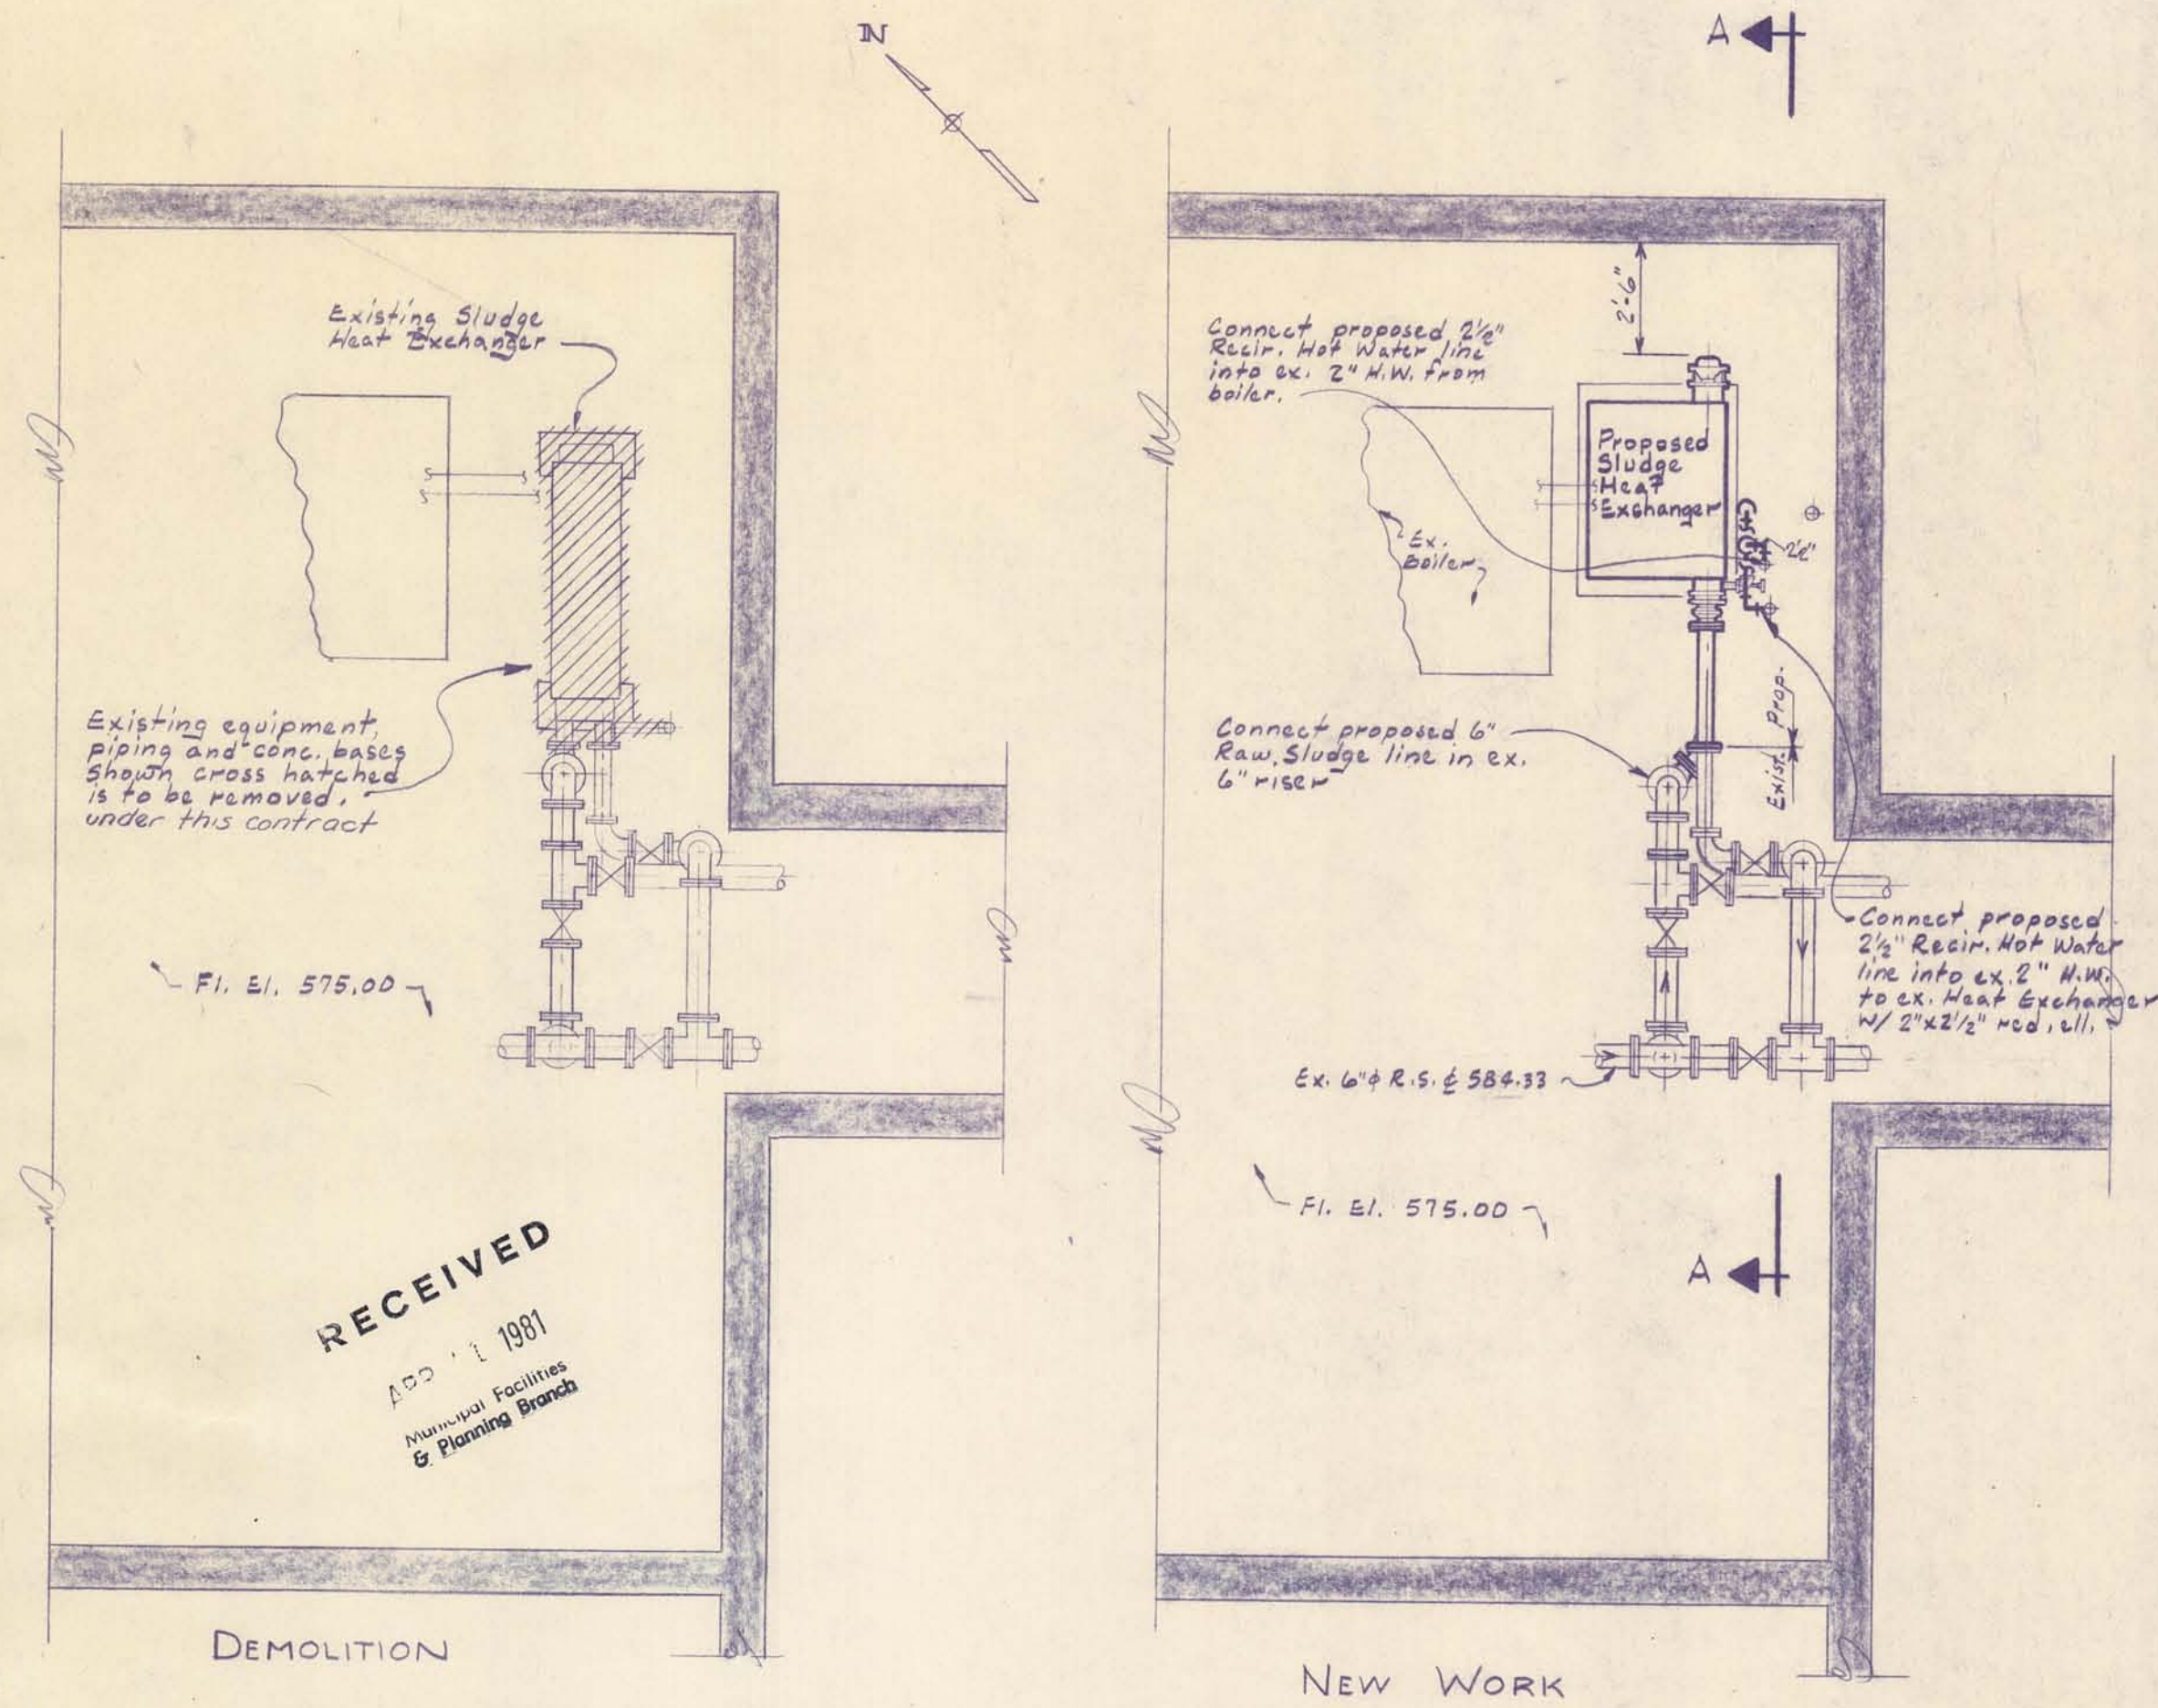 N
Existing Sludge
Heat Exchanger
Existing equipment,
piping and conc. bases
shown cross hatched
is to be removed.
under this contract
Fl. El. 575.00
RECEIVED
1981
Municipal Facilities
& Planning Branch
DEMOLITION
A
2'-6"
Connect proposed 2½"
Recir. Hot Water line
into ex. 2" H.W. from
boiler.
Proposed
Sludge
Heat
Exchanger
Ex.
Boiler
Connect proposed 6"
Raw Sludge line in ex.
6" riser
Exist. Prop.
Connect proposed
2½" Recir. Hot Water
line into ex. 2" H.W.
to ex. Heat Exchanger
W/ 2"x2½" red. ell.
Ex. 6"ϕ R.S. ₵ 584.33
Fl. El. 575.00
A
NEW WORK